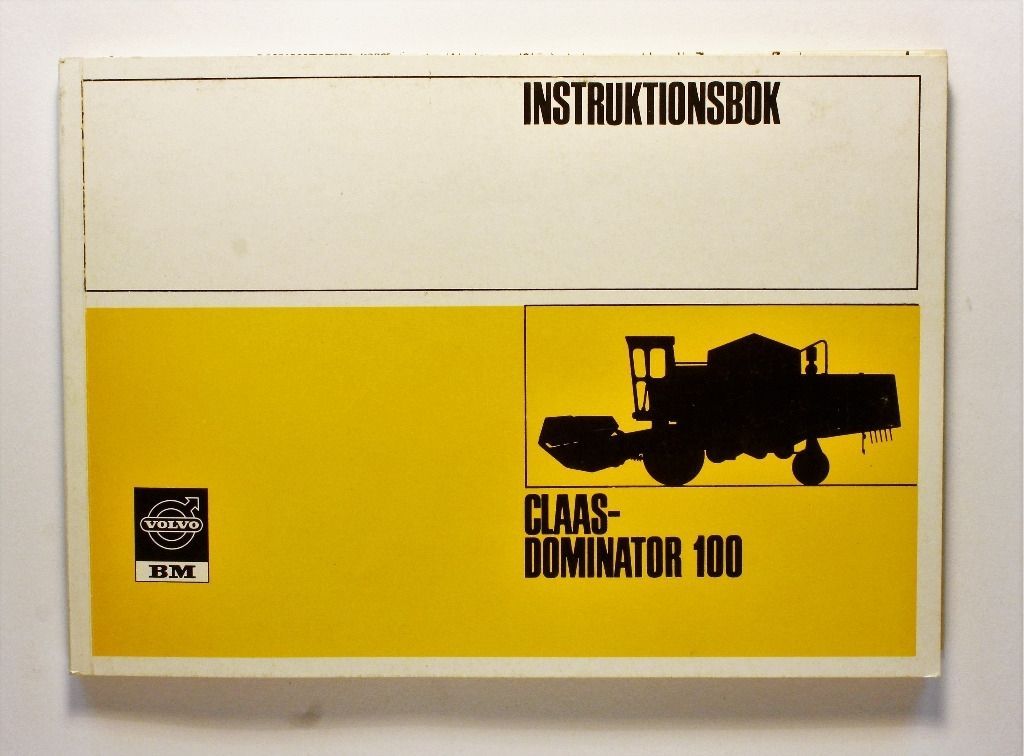 INSTRUKTIONSBOK
CLAAS-
DOMINATOR 100
VOLVO
BM